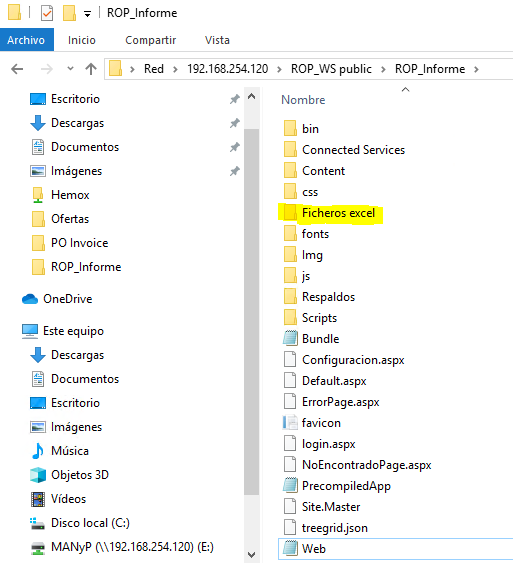 ROP_Informe
Archivo Inicio Compartir Vista
Red > 192.168.254.120 > ROP_WS public > ROP_Informe >
Escritorio
Descargas
Documentos
Imágenes
Hemox
Ofertas
PO Invoice
ROP_Informe
OneDrive
Este equipo
Descargas
Documentos
Escritorio
Imágenes
Música
Objetos 3D
Vídeos
Disco local (C:)
MANyP (\\192.168.254.120) (E:)
Nombre
bin
Connected Services
Content
css
Ficheros excel
fonts
Img
js
Respaldos
Scripts
Bundle
Configuracion.aspx
Default.aspx
ErrorPage.aspx
favicon
login.aspx
NoEncontradoPage.aspx
PrecompiledApp
Site.Master
treegrid.json
Web